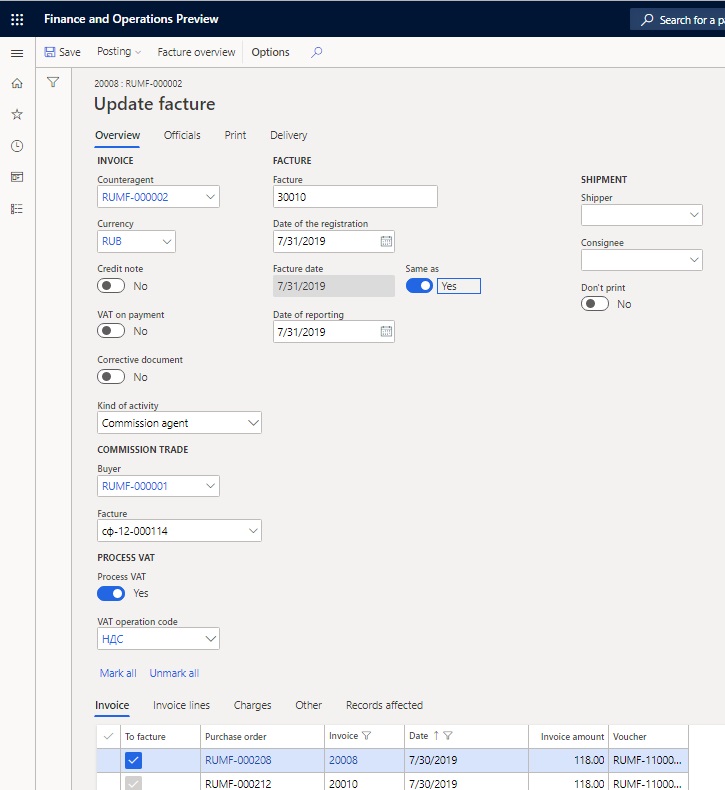 Finance and Operations Preview
Search for a p
Save
Posting
Facture overview
Options
20008 : RUMF-000002
Update facture
Overview
Officials
Print
Delivery
INVOICE
Counteragent
RUMF-000002
Currency
RUB
Credit note
No
VAT on payment
No
Corrective document
No
Kind of activity
Commission agent
COMMISSION TRADE
Buyer
RUMF-000001
Facture
сф-12-000114
PROCESS VAT
Process VAT
Yes
VAT operation code
НДС
FACTURE
Facture
30010
Date of the registration
7/31/2019
Facture date
7/31/2019
Same as
Yes
Date of reporting
7/31/2019
SHIPMENT
Shipper
Consignee
Don't print
No
Mark all
Unmark all
Invoice
Invoice lines
Charges
Other
Records affected
To facture Purchase order Invoice Date Invoice amount Voucher
RUMF-000208 20008 7/30/2019 118.00 RUMF-11000...
RUMF-000212 20010 7/30/2019 118.00 RUMF-11000...